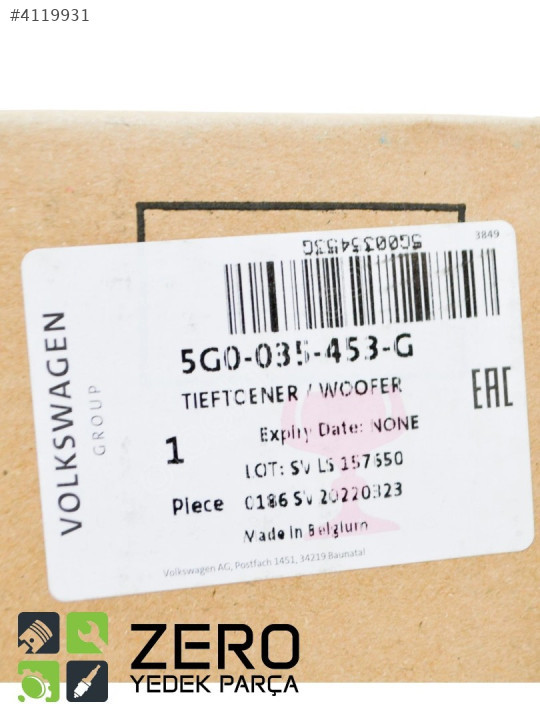 #4119931
3849
5G0035453G
5G0-035-453-G
TIEFTOENER / WOOFER
VOLKSWAGEN
GROUP
EAC
Expiry Date: NONE
1
LOT: SV LS 157650
Piece
0186 SV 20220323
Made in Belgium
Volkswagen AG, Postfach 1451, 34219 Baunatal
ZERO
YEDEK PARÇA